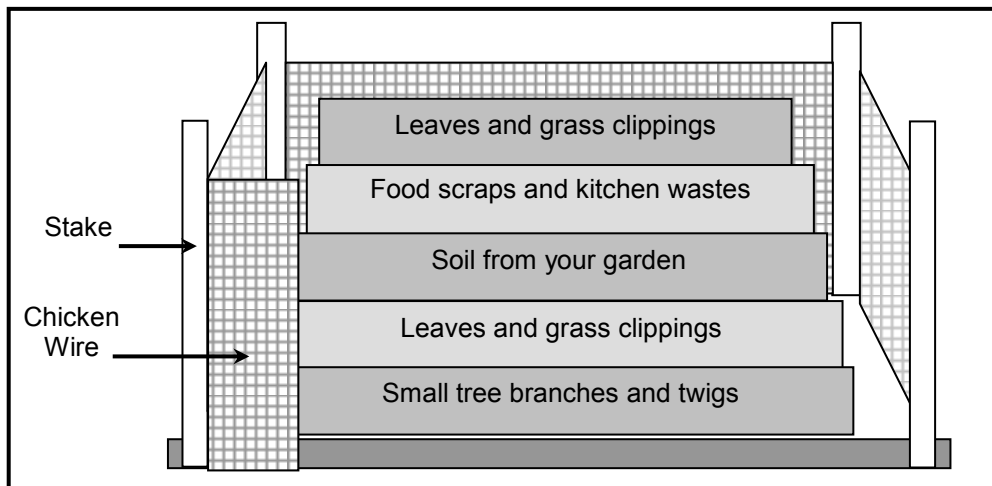 Leaves and grass clippings
Food scraps and kitchen wastes
Stake
Soil from your garden
Chicken
Wire
Leaves and grass clippings
Small tree branches and twigs